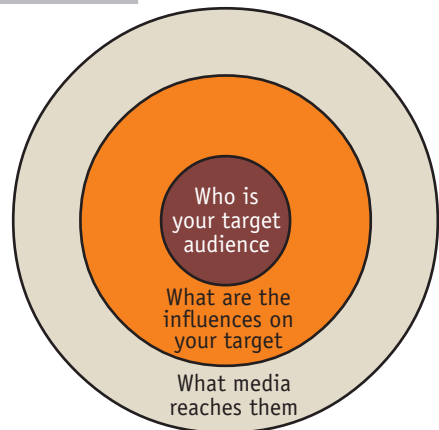 Who is
your target
audience
What are the
influences on
your target
What media
reaches them